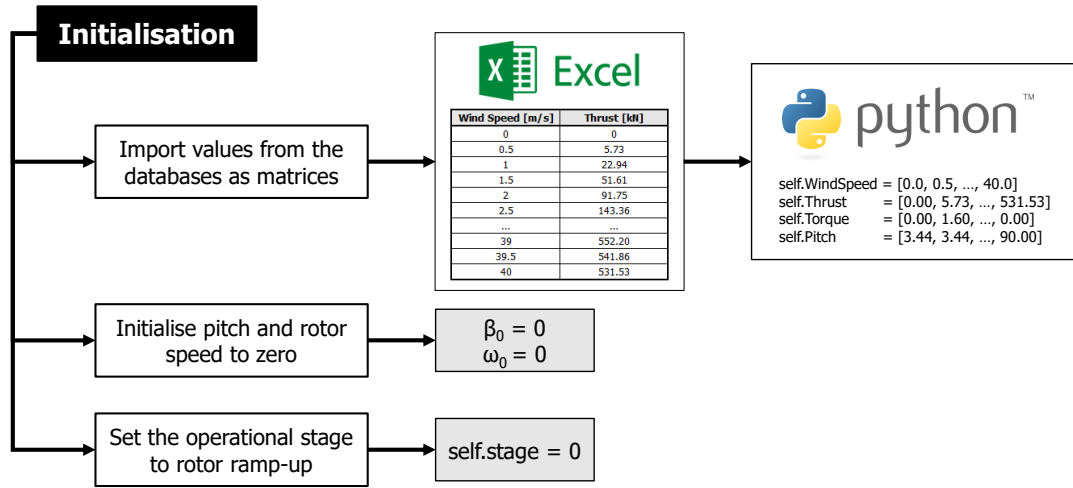 Initialisation
Import values from the
databases as matrices
X Excel
Wind Speed [m/s] Thrust [kN]
0 0
0.5 5.73
1 22.94
1.5 51.61
2 91.75
2.5 143.36
... ...
39 552.20
39.5 541.86
40 531.53
python™
self.WindSpeed = [0.0, 0.5, ..., 40.0]
self.Thrust = [0.00, 5.73, ..., 531.53]
self.Torque = [0.00, 1.60, ..., 0.00]
self.Pitch = [3.44, 3.44, ..., 90.00]
Initialise pitch and rotor
speed to zero
β₀ = 0
ω₀ = 0
Set the operational stage
to rotor ramp-up
self.stage = 0